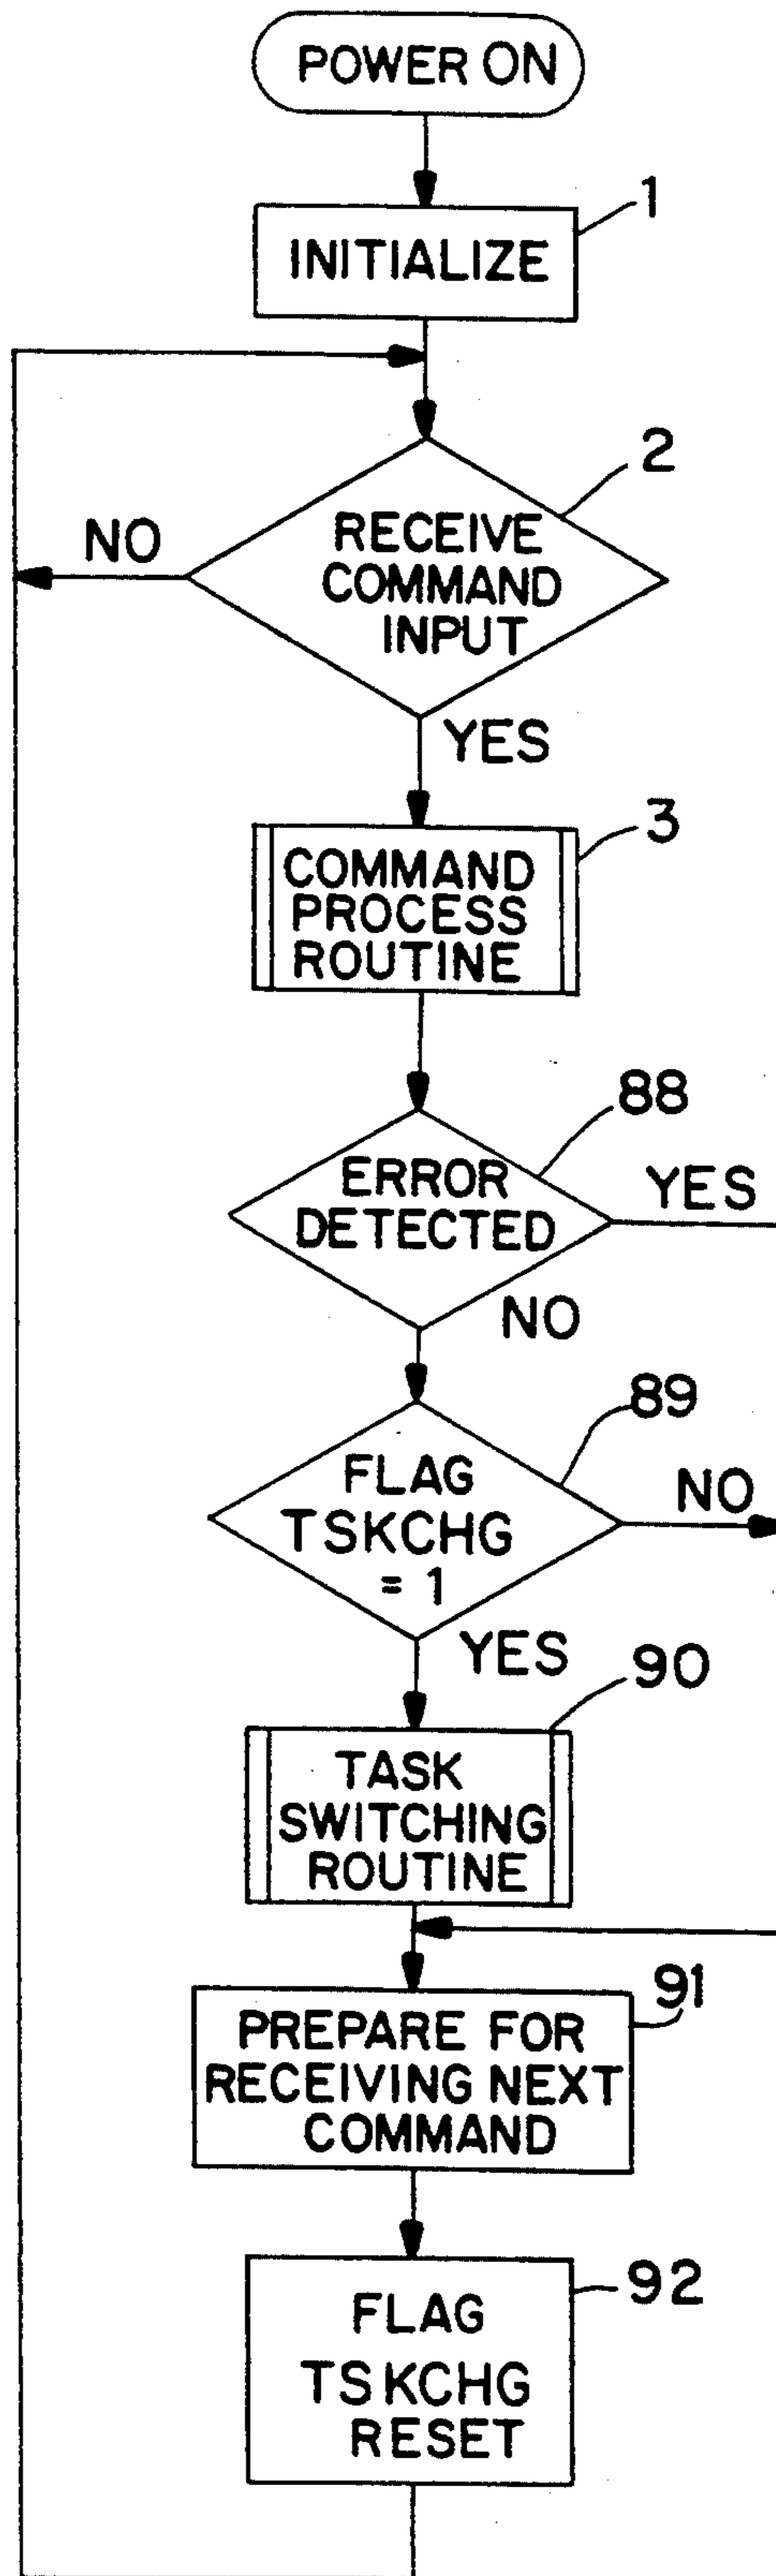 POWER ON
1
INITIALIZE
2
RECEIVE
COMMAND
INPUT
NO
YES
3
COMMAND
PROCESS
ROUTINE
88
ERROR
DETECTED
YES
NO
89
FLAG
TSKCHG
= 1
NO
YES
90
TASK
SWITCHING
ROUTINE
91
PREPARE FOR
RECEIVING NEXT
COMMAND
92
FLAG
TSKCHG
RESET